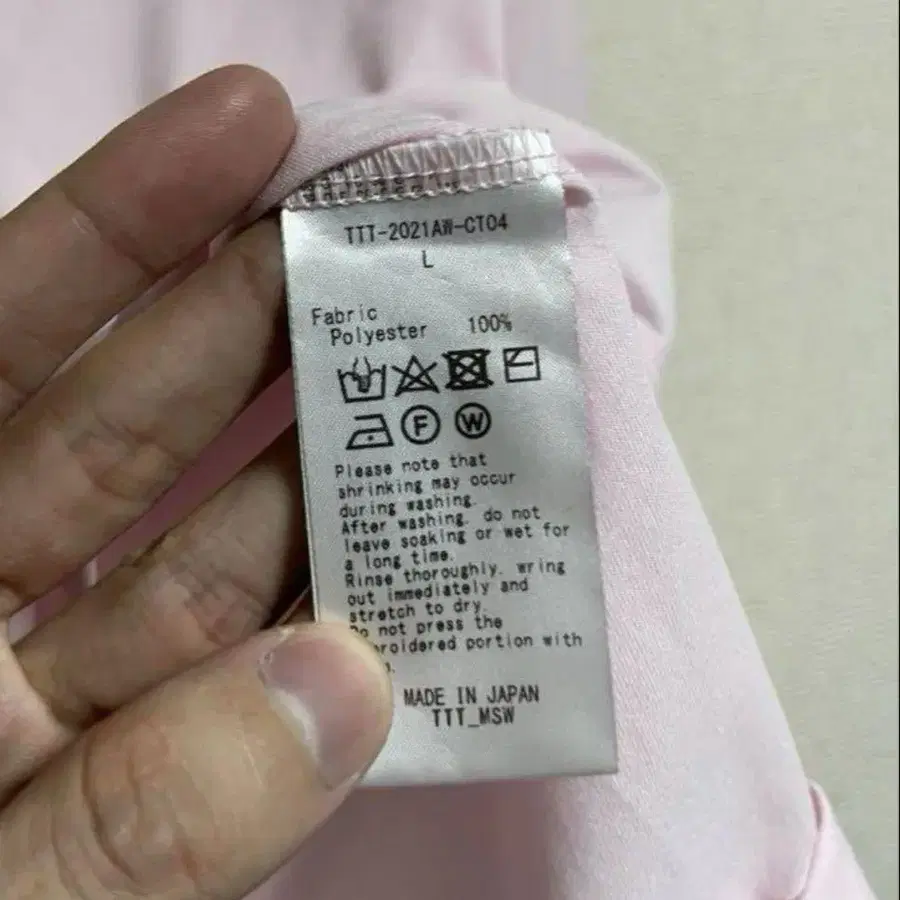 TTT-2021AW-CT04
L
Fabric
Polyester 100%
F W
Please note that
shrinking may occur
during washing.
After washing, do not
leave soaking or wet for
a long time.
Rinse thoroughly, wring
out immediately and
stretch to dry.
not press the
portion with
MADE IN JAPAN
TTT_MSW